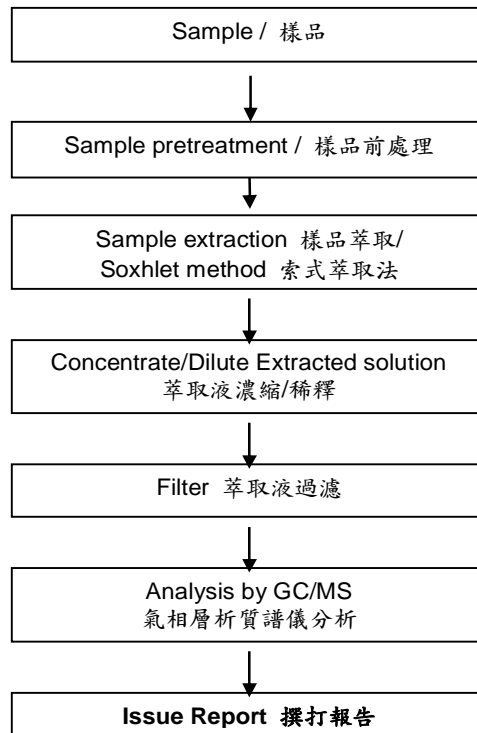 Sample / 樣品
Sample pretreatment / 樣品前處理
Sample extraction 樣品萃取/
Soxhlet method 索式萃取法
Concentrate/Dilute Extracted solution
萃取液濃縮/稀釋
Filter 萃取液過濾
Analysis by GC/MS
氣相層析質譜儀分析
Issue Report 撰打報告